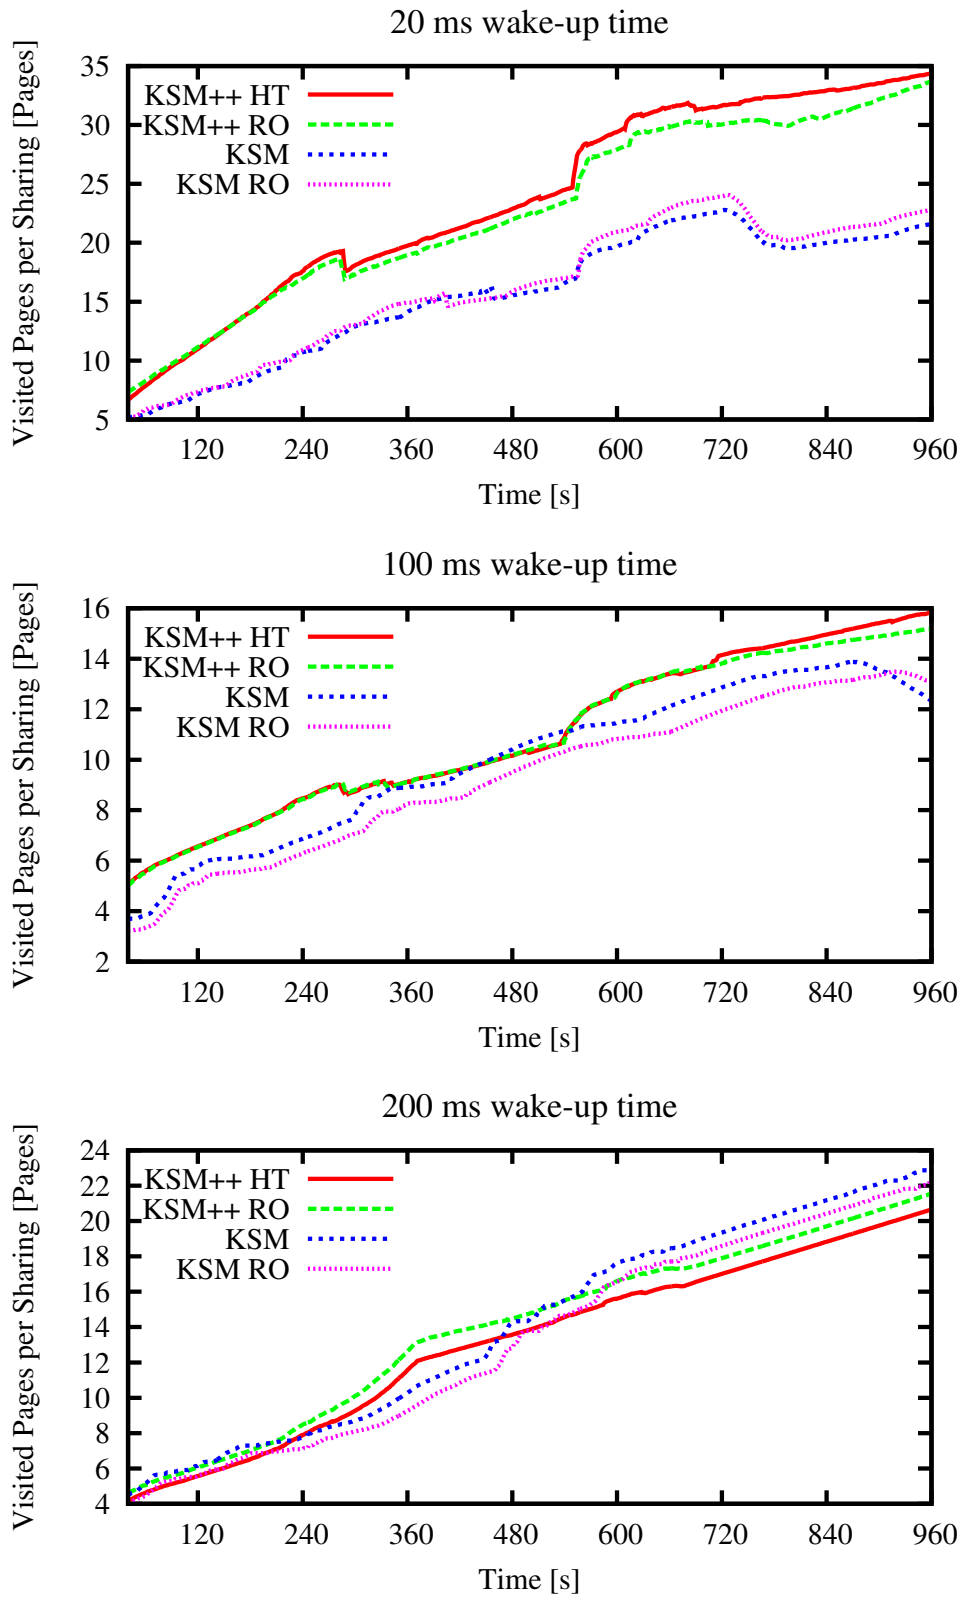 20 ms wake-up time
Visited Pages per Sharing [Pages]
35
30
25
20
15
10
5
KSM++ HT
KSM++ RO
KSM
KSM RO
120 240 360 480 600 720 840 960
Time [s]
100 ms wake-up time
Visited Pages per Sharing [Pages]
16
14
12
10
8
6
4
2
KSM++ HT
KSM++ RO
KSM
KSM RO
120 240 360 480 600 720 840 960
Time [s]
200 ms wake-up time
Visited Pages per Sharing [Pages]
24
22
20
18
16
14
12
10
8
6
4
KSM++ HT
KSM++ RO
KSM
KSM RO
120 240 360 480 600 720 840 960
Time [s]